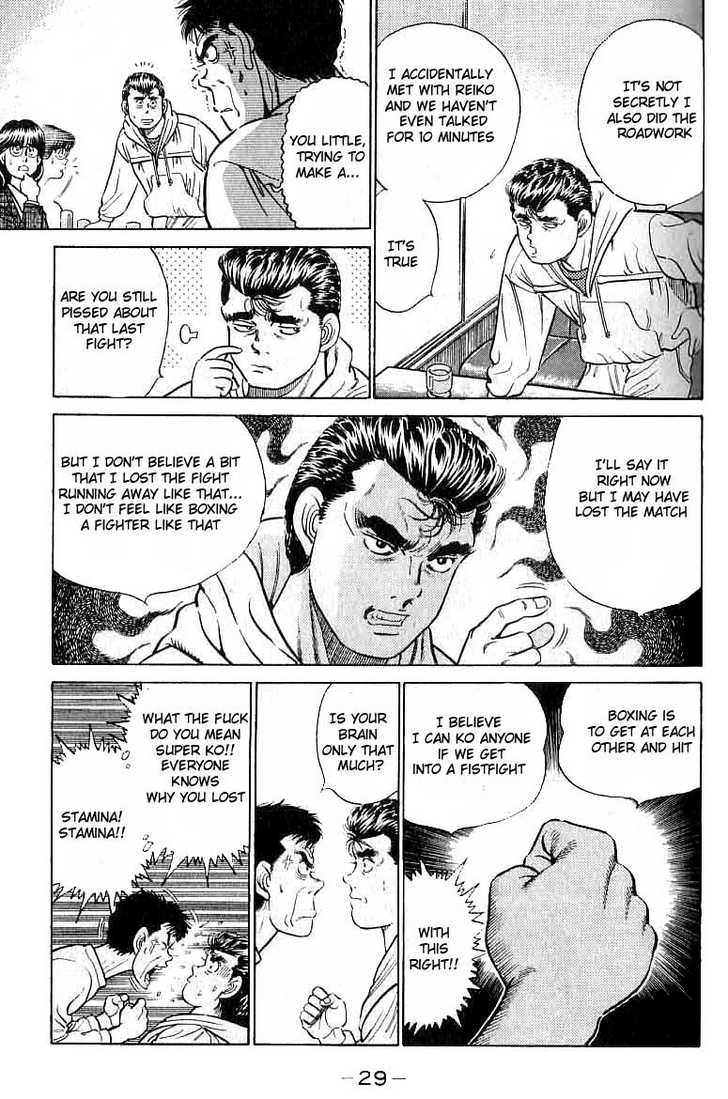 IT'S NOT
SECRETLY I
ALSO DID THE
ROADWORK
I ACCIDENTALLY
MET WITH REIKO
AND WE HAVEN'T
EVEN TALKED
FOR 10 MINUTES
IT'S
TRUE
YOU LITTLE,
TRYING TO
MAKE A...
ARE YOU STILL
PISSED ABOUT
THAT LAST
FIGHT?
I'LL SAY IT
RIGHT NOW
BUT I MAY HAVE
LOST THE MATCH
BUT I DON'T BELIEVE A BIT
THAT I LOST THE FIGHT
RUNNING AWAY LIKE THAT...
I DON'T FEEL LIKE BOXING
A FIGHTER LIKE THAT
BOXING IS
TO GET AT EACH
OTHER AND HIT
I BELIEVE
I CAN KO ANYONE
IF WE GET
INTO A FISTFIGHT
WITH
THIS
RIGHT!!
IS YOUR
BRAIN
ONLY THAT
MUCH?
WHAT THE FUCK
DO YOU MEAN
SUPER KO!!
EVERYONE
KNOWS
WHY YOU LOST
STAMINA!
STAMINA!!
-29-